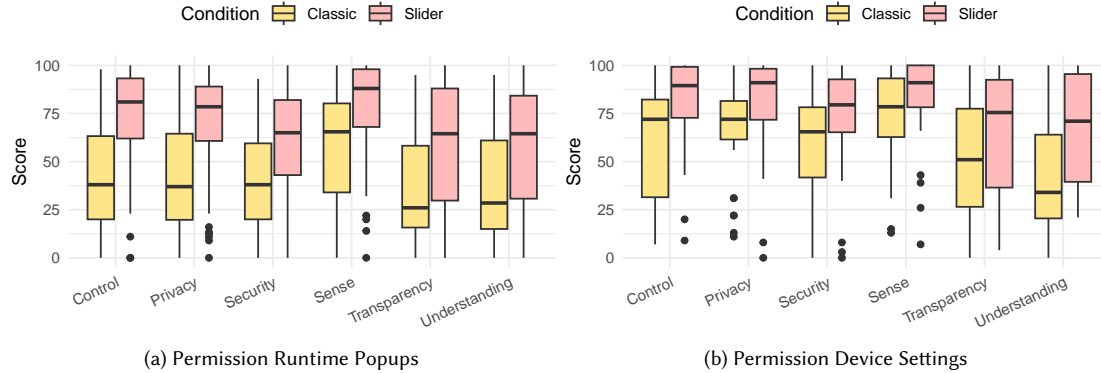 Condition Classic Slider
Score
100
75
50
25
0
Control Privacy Security Sense Transparency Understanding
(a) Permission Runtime Popups
Condition Classic Slider
Score
100
75
50
25
0
Control Privacy Security Sense Transparency Understanding
(b) Permission Device Settings